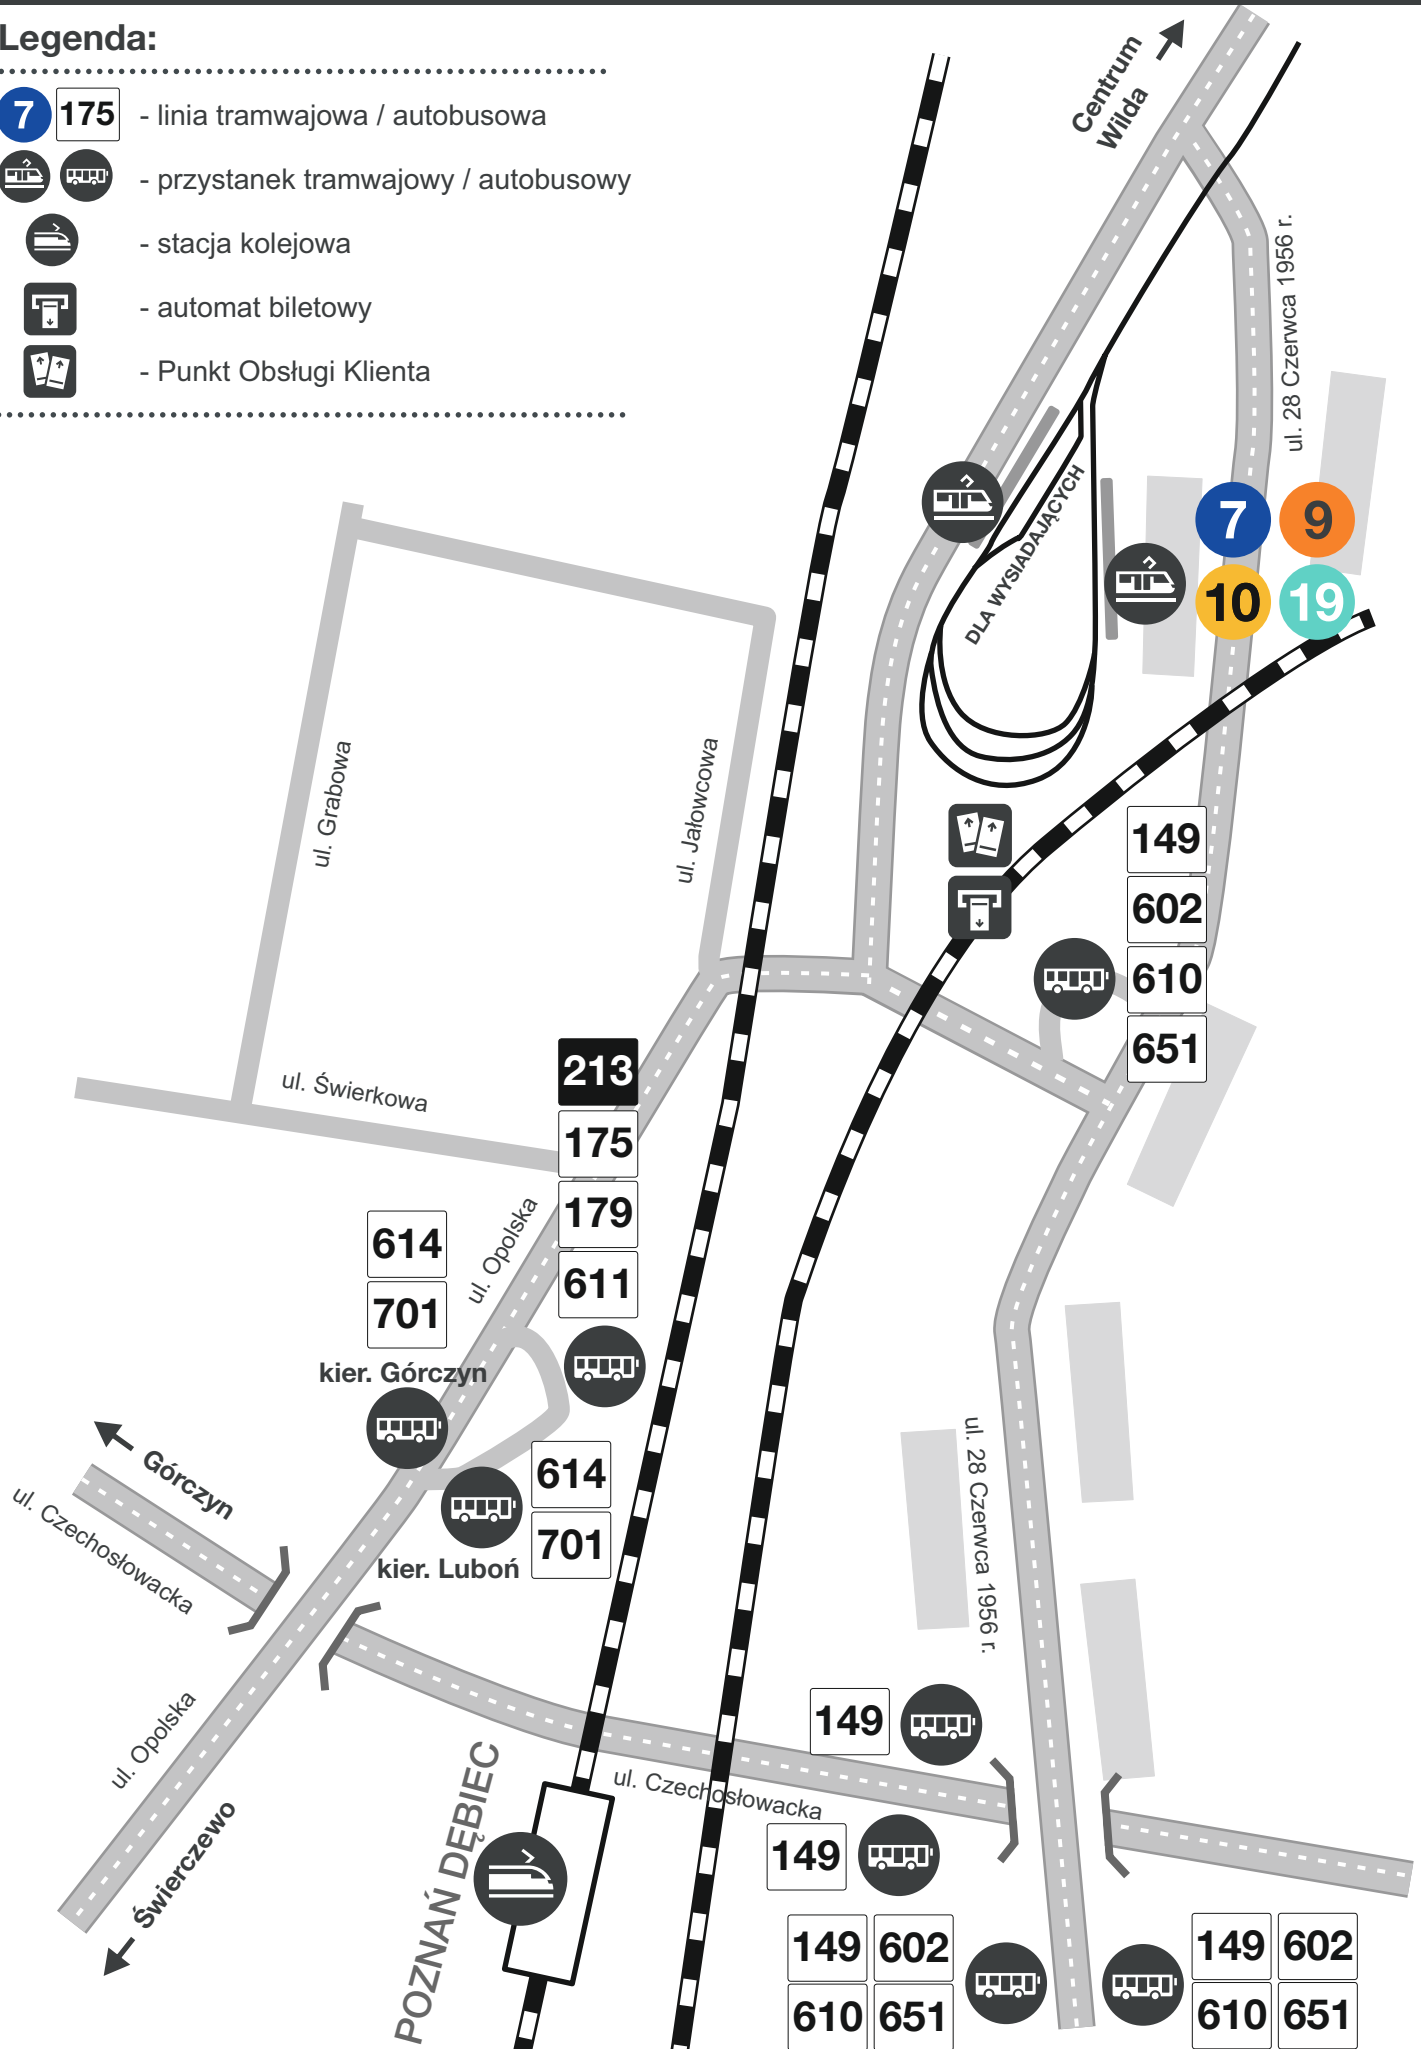 Legenda:
7 175 - linia tramwajowa / autobusowa
- przystanek tramwajowy / autobusowy
- stacja kolejowa
- automat biletowy
- Punkt Obsługi Klienta
Centrum
Wilda
ul. 28 Czerwca 1956 r.
DLA WYSIADAJĄCYCH
7 9
10 19
ul. Grabowa
ul. Jałowcowa
149
602
610
651
ul. Świerkowa
213
175
179
611
ul. Opolska
614
701
kier. Górczyn
614
701
kier. Luboń
Górczyn
ul. Czechosłowacka
ul. 28 Czerwca 1956 r.
ul. Opolska
Świerczewo
POZNAŃ DĘBIEC
149
ul. Czechosłowacka
149
149 602
610 651
149 602
610 651